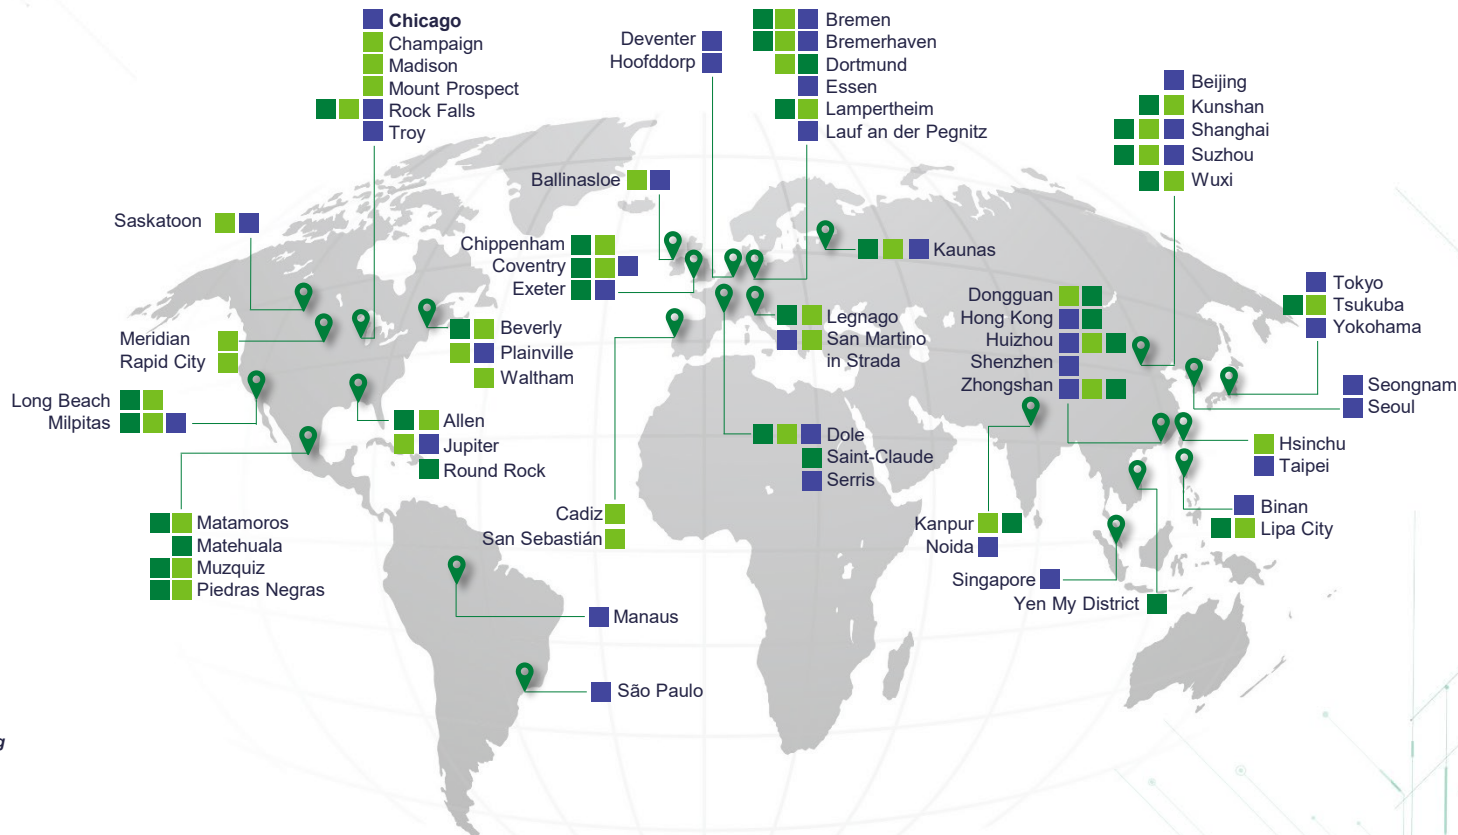 Chicago
Champaign
Madison
Mount Prospect
Rock Falls
Troy
Deventer
Hoofddorp
Bremen
Bremerhaven
Dortmund
Essen
Lampertheim
Lauf an der Pegnitz
Beijing
Kunshan
Shanghai
Suzhou
Wuxi
Ballinasloe
Saskatoon
Chippenham
Coventry
Exeter
Kaunas
Tokyo
Tsukuba
Yokohama
Dongguan
Hong Kong
Huizhou
Shenzhen
Zhongshan
Meridian
Rapid City
Beverly
Plainville
Waltham
Legnago
San Martino
in Strada
Seongnam
Seoul
Long Beach
Milpitas
Allen
Jupiter
Round Rock
Dole
Saint-Claude
Serris
Hsinchu
Taipei
Matamoros
Matehuala
Muzquiz
Piedras Negras
Cadiz
San Sebastián
Kanpur
Noida
Binan
Lipa City
Singapore
Yen My District
Manaus
São Paulo
g